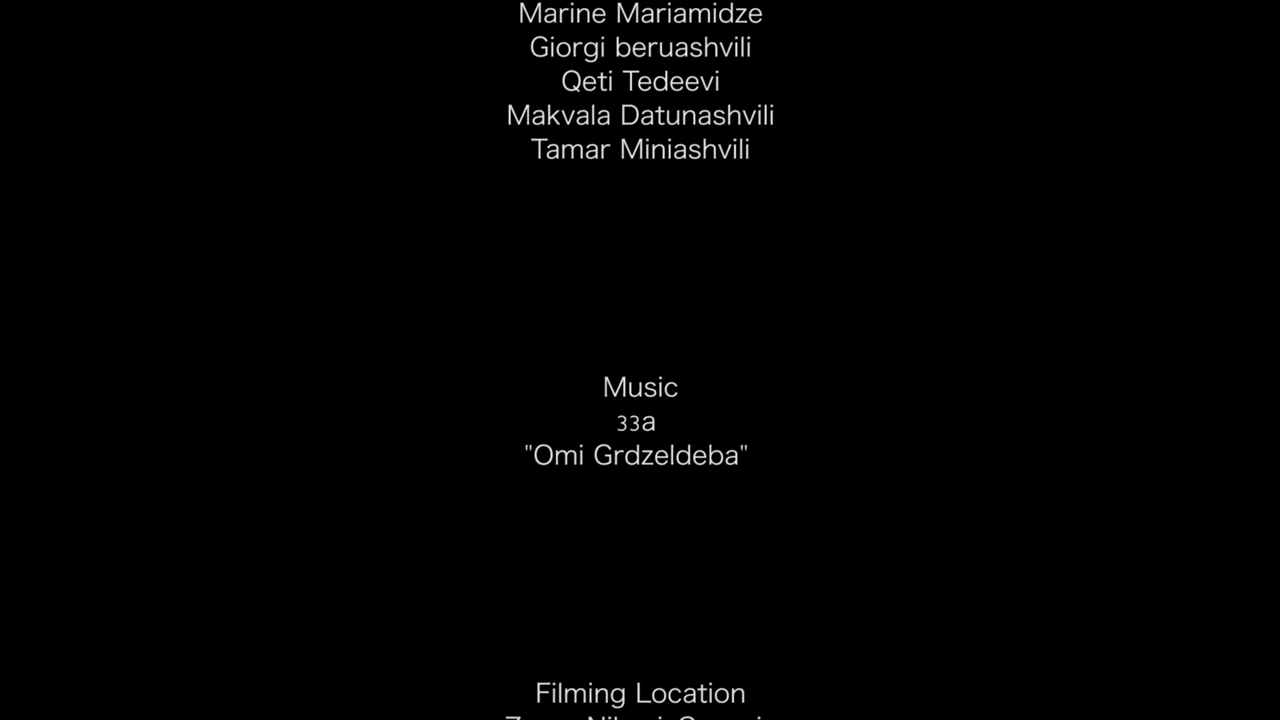 Marine Mariamidze
Giorgi beruashvili
Qeti Tedeevi
Makvala Datunashvili
Tamar Miniashvili
Music
33a
"Omi Grdzeldeba"
Filming Location